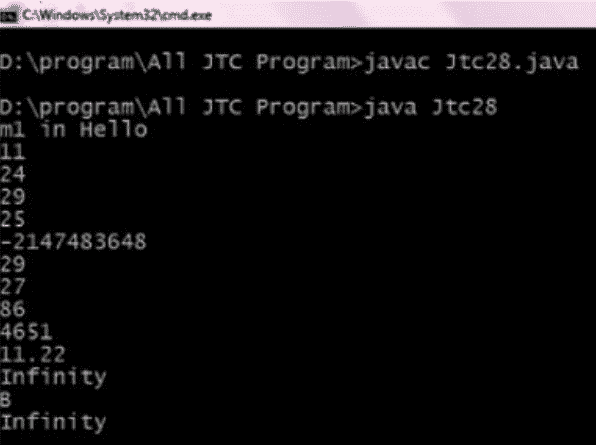 C:\Windows\System32\cmd.exe
D:\program\All JTC Program>javac Jtc28.java
D:\program\All JTC Program>java Jtc28
m1 in Hello
11
24
29
25
-2147483648
29
27
86
4651
11.22
Infinity
8
Infinity